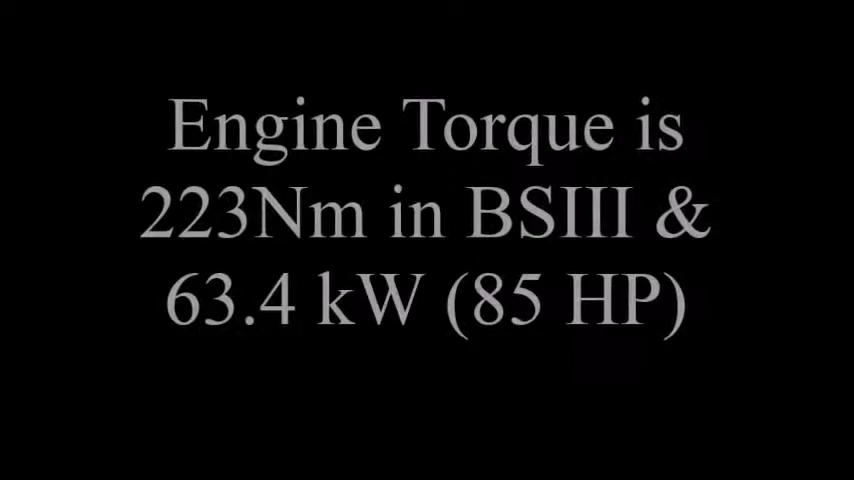 Engine Torque is
223Nm in BSIII &
63.4 kW (85 HP)